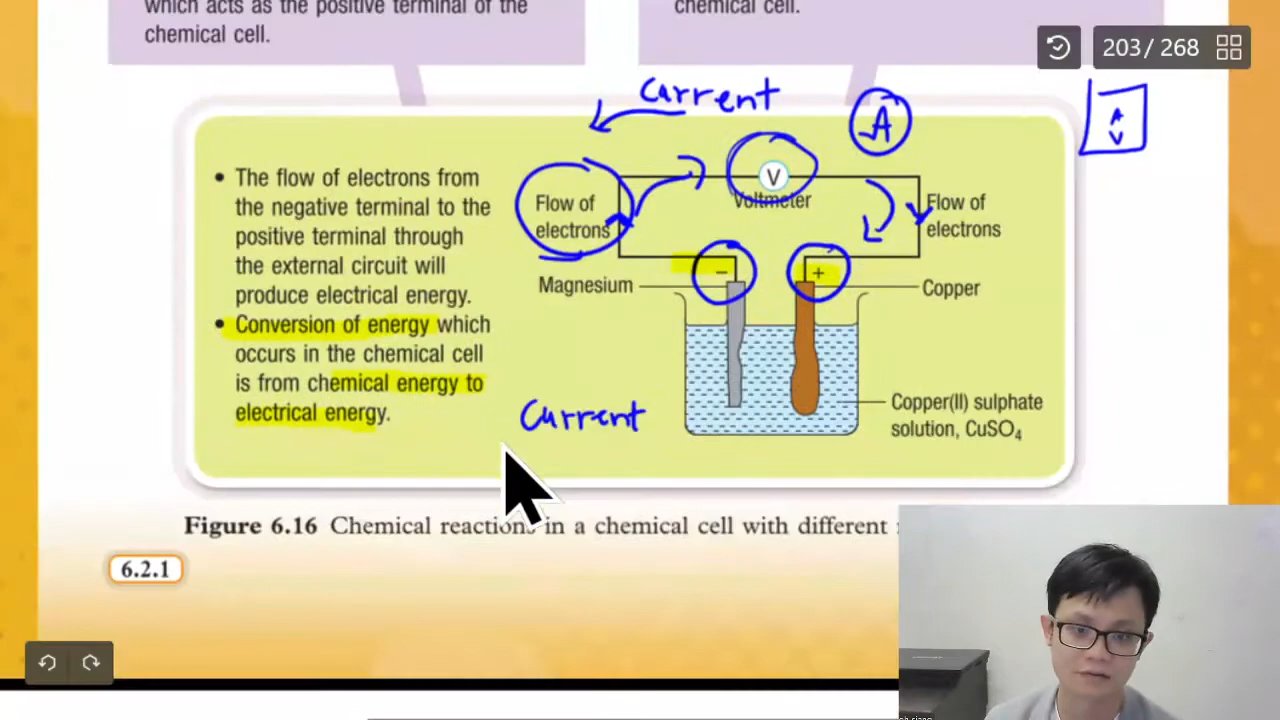 which acts as the positive terminal of the
chemical cell.
chemical cell.
203 / 268
Current
A
A
V
• The flow of electrons from
the negative terminal to the
positive terminal through
the external circuit will
produce electrical energy.
• Conversion of energy which
occurs in the chemical cell
is from chemical energy to
electrical energy.
Flow of
electrons
V
Voltmeter
Flow of
electrons
−
+
Magnesium
Copper
Current
Copper(II) sulphate
solution, CuSO₄
Figure 6.16 Chemical reactions in a chemical cell with different
6.2.1